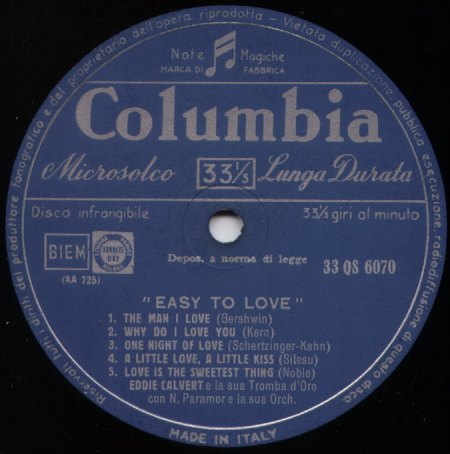 Riservati tutti i diritti del produttore fonografico e del proprietario dell'opera riprodotta - Vietata duplicazione, pubblica esecuzione, radiodiffusione di questo disco
Note Magiche
MARCA DI FABBRICA
Columbia
Microsolco 33⅓ Lunga Durata
Disco infrangibile 33⅓ giri al minuto
BIEM FRANCIS DAY
Depos. a norma di legge 33 QS 6070
(XA 725)
"EASY TO LOVE"
1. THE MAN I LOVE (Gershwin)
2. WHY DO I LOVE YOU (Kern)
3. ONE NIGHT OF LOVE (Schertzinger-Kahn)
4. A LITTLE LOVE, A LITTLE KISS (Silesu)
5. LOVE IS THE SWEETEST THING (Noble)
EDDIE CALVERT e la sua Tromba d'Oro
con N. Paramor e la sua Orch.
MADE IN ITALY